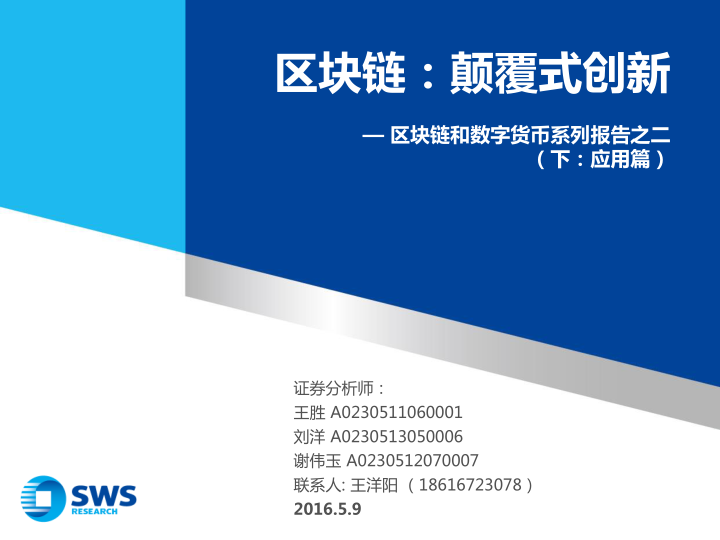 区块链：颠覆式创新
— 区块链和数字货币系列报告之二
（下：应用篇）
证券分析师：
王胜 A0230511060001
刘洋 A0230513050006
谢伟玉 A0230512070007
联系人: 王洋阳 （18616723078）
2016.5.9
SWS
RESEARCH